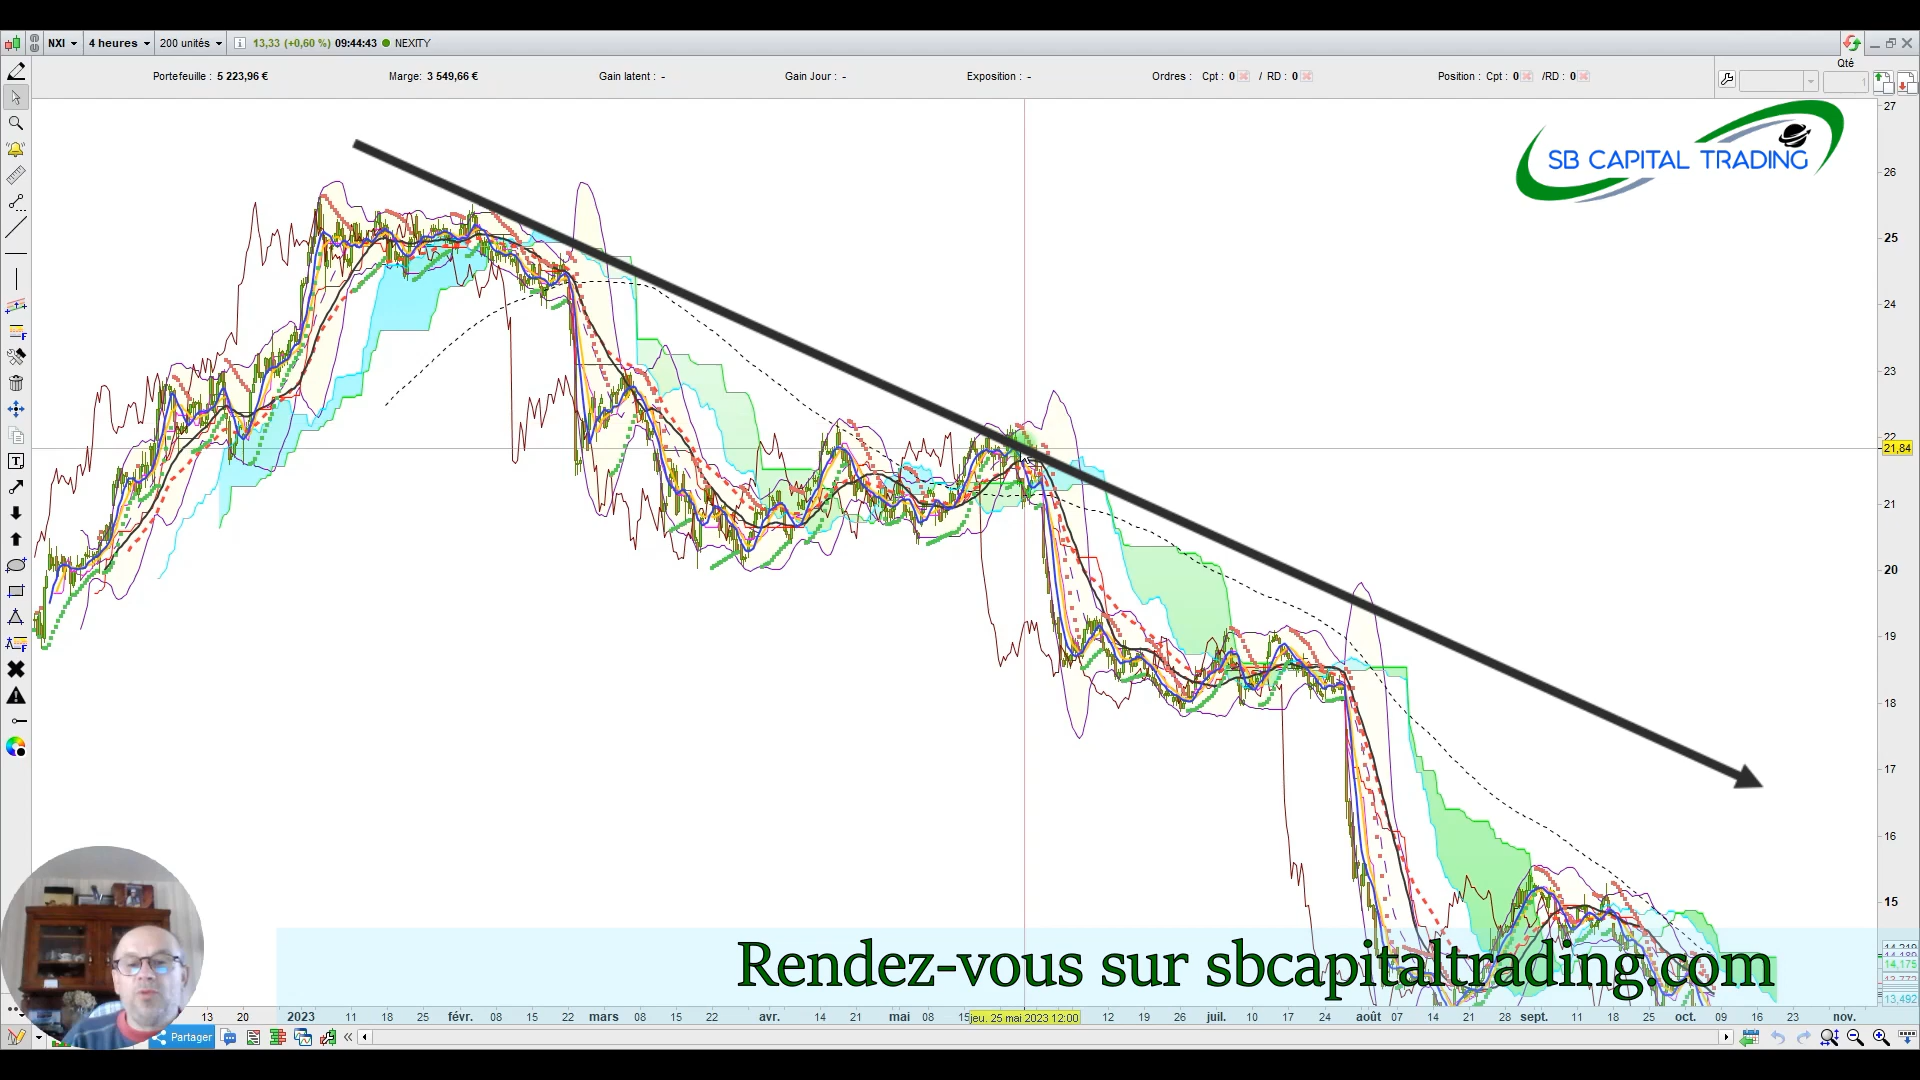 NXI 4 heures 200 unités 13,33 (+0,60 %) 09:44:43 NEXITY
Qté
Portefeuille : 5 223,96 € Marge: 3 549,66 € Gain latent : - Gain Jour : - Exposition : - Ordres : Cpt : 0 / RD : 0 Position : Cpt : 0 /RD : 0
1
SB CAPITAL TRADING
27
26
25
24
23
22
21,84
21
20
19
18
17
16
15
14,175
13,492
Rendez-vous sur sbcapitaltrading.com
13 20 2023 11 18 25 févr. 08 15 22 mars 08 15 22 avr. 14 21 mai 08 15 jeu. 25 mai 2023 12:00 12 19 26 juil. 10 17 24 août 07 14 21 28 sept. 11 18 25 oct. 09 16 23 nov.
Partager